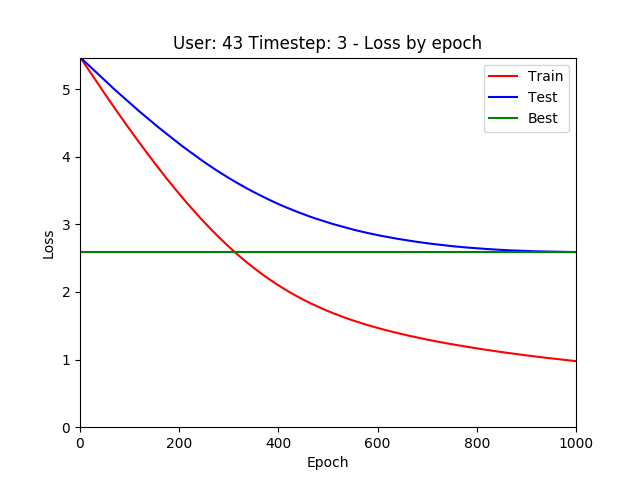 User: 43 Timestep: 3 - Loss by epoch
Train
Test
Best
Loss
5
4
3
2
1
0
0 200 400 600 800 1000
Epoch